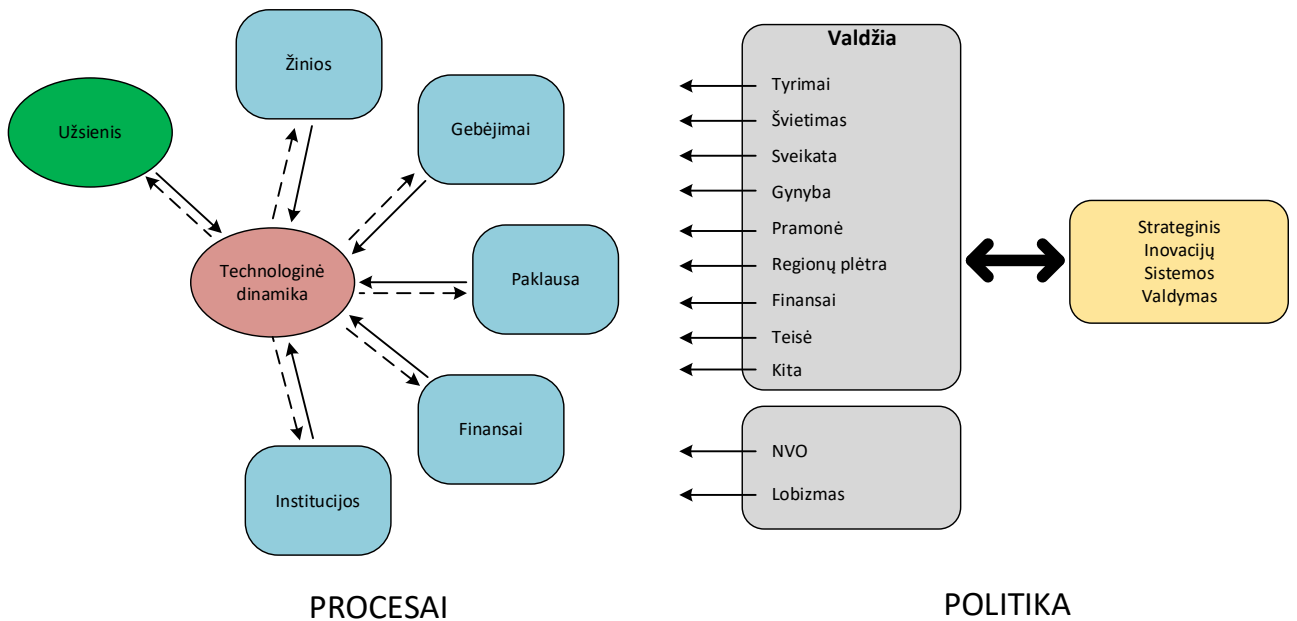 Žinios
Užsienis
Gebėjimai
Technologinė
dinamika
Paklausa
Finansai
Institucijos
PROCESAI
Valdžia
Tyrimai
Švietimas
Sveikata
Gynyba
Pramonė
Regionų plėtra
Finansai
Teisė
Kita
NVO
Lobizmas
Strateginis
Inovacijų
Sistemos
Valdymas
POLITIKA